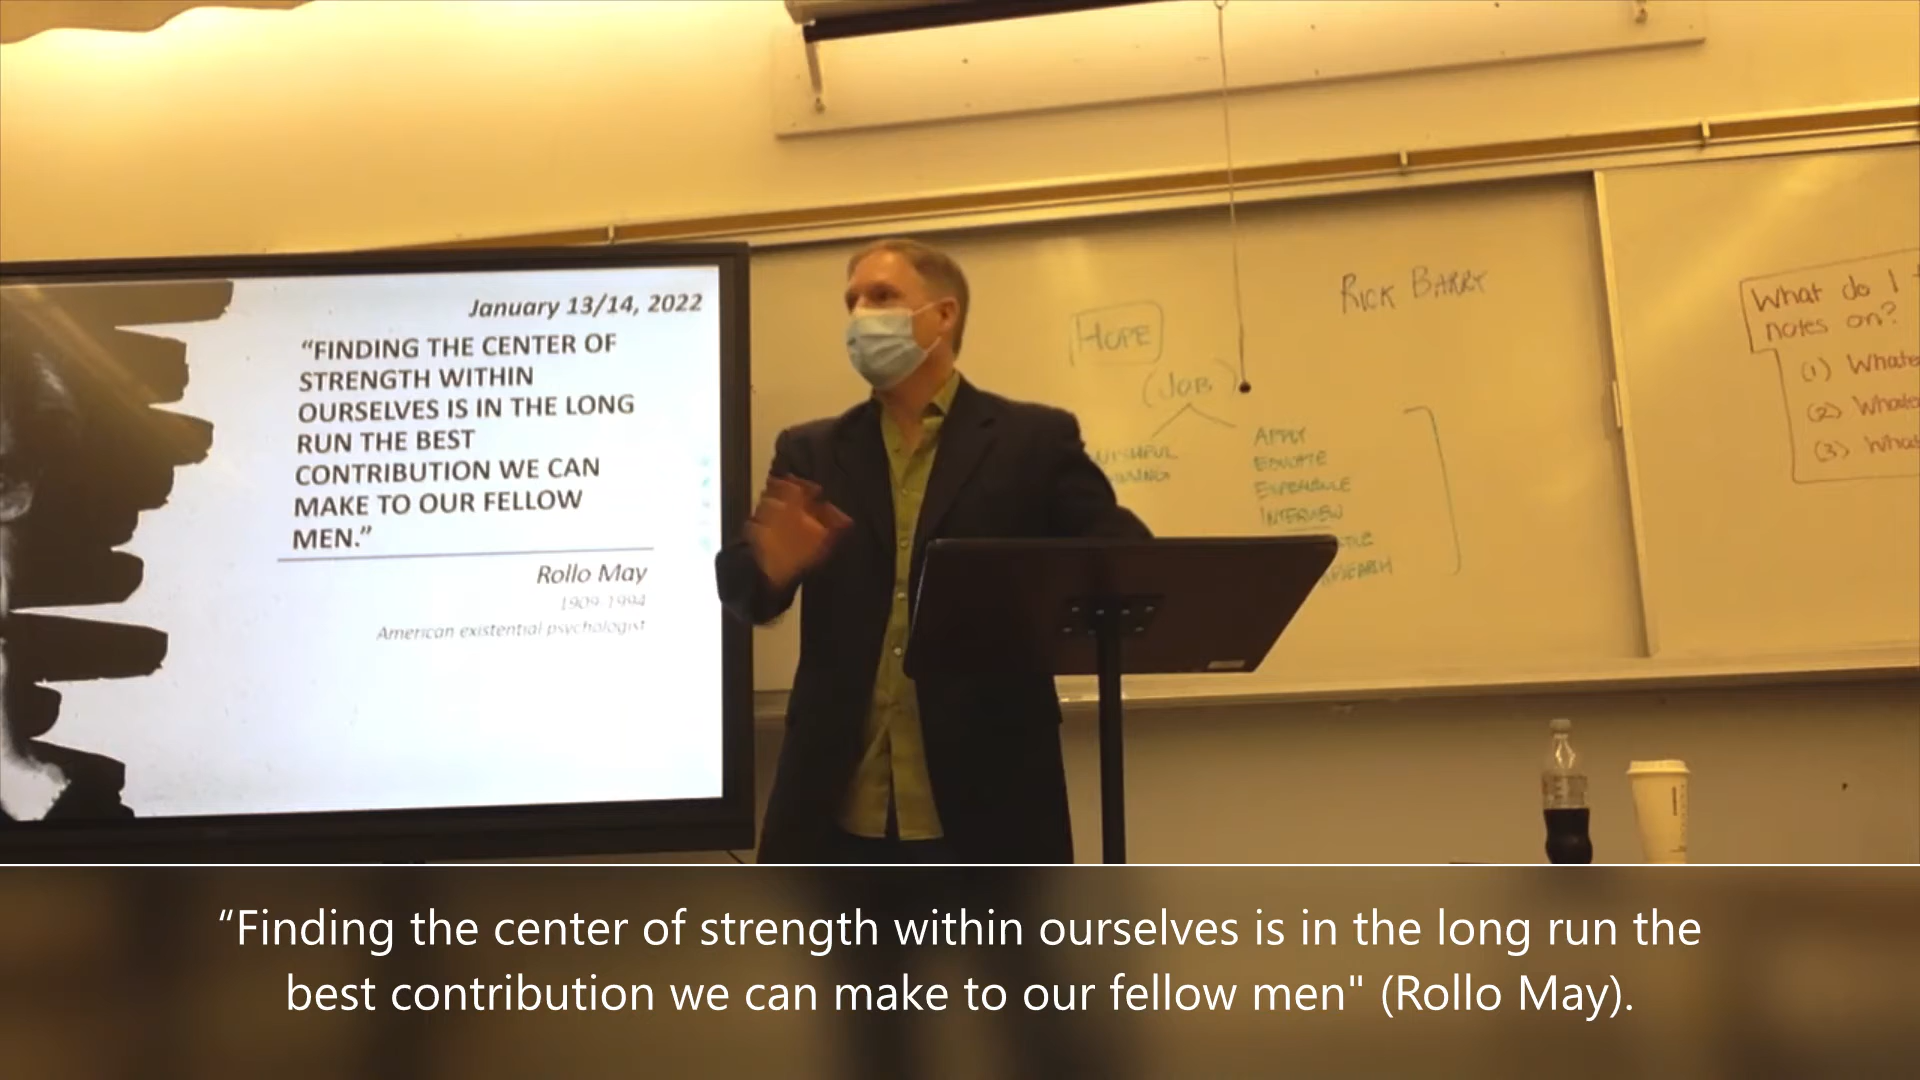 January 13/14, 2022
“FINDING THE CENTER OF
STRENGTH WITHIN
OURSELVES IS IN THE LONG
RUN THE BEST
CONTRIBUTION WE CAN
MAKE TO OUR FELLOW
MEN.”
Rollo May
1909-1994
American existential psychologist
HOPE
(JOB)
WISHFUL
APPLY
EDUCATE
EXPERIENCE
INTERVIEW
RICK BARRY
What do I
notes on?
(1)
(2)
(3)
“Finding the center of strength within ourselves is in the long run the
best contribution we can make to our fellow men" (Rollo May).